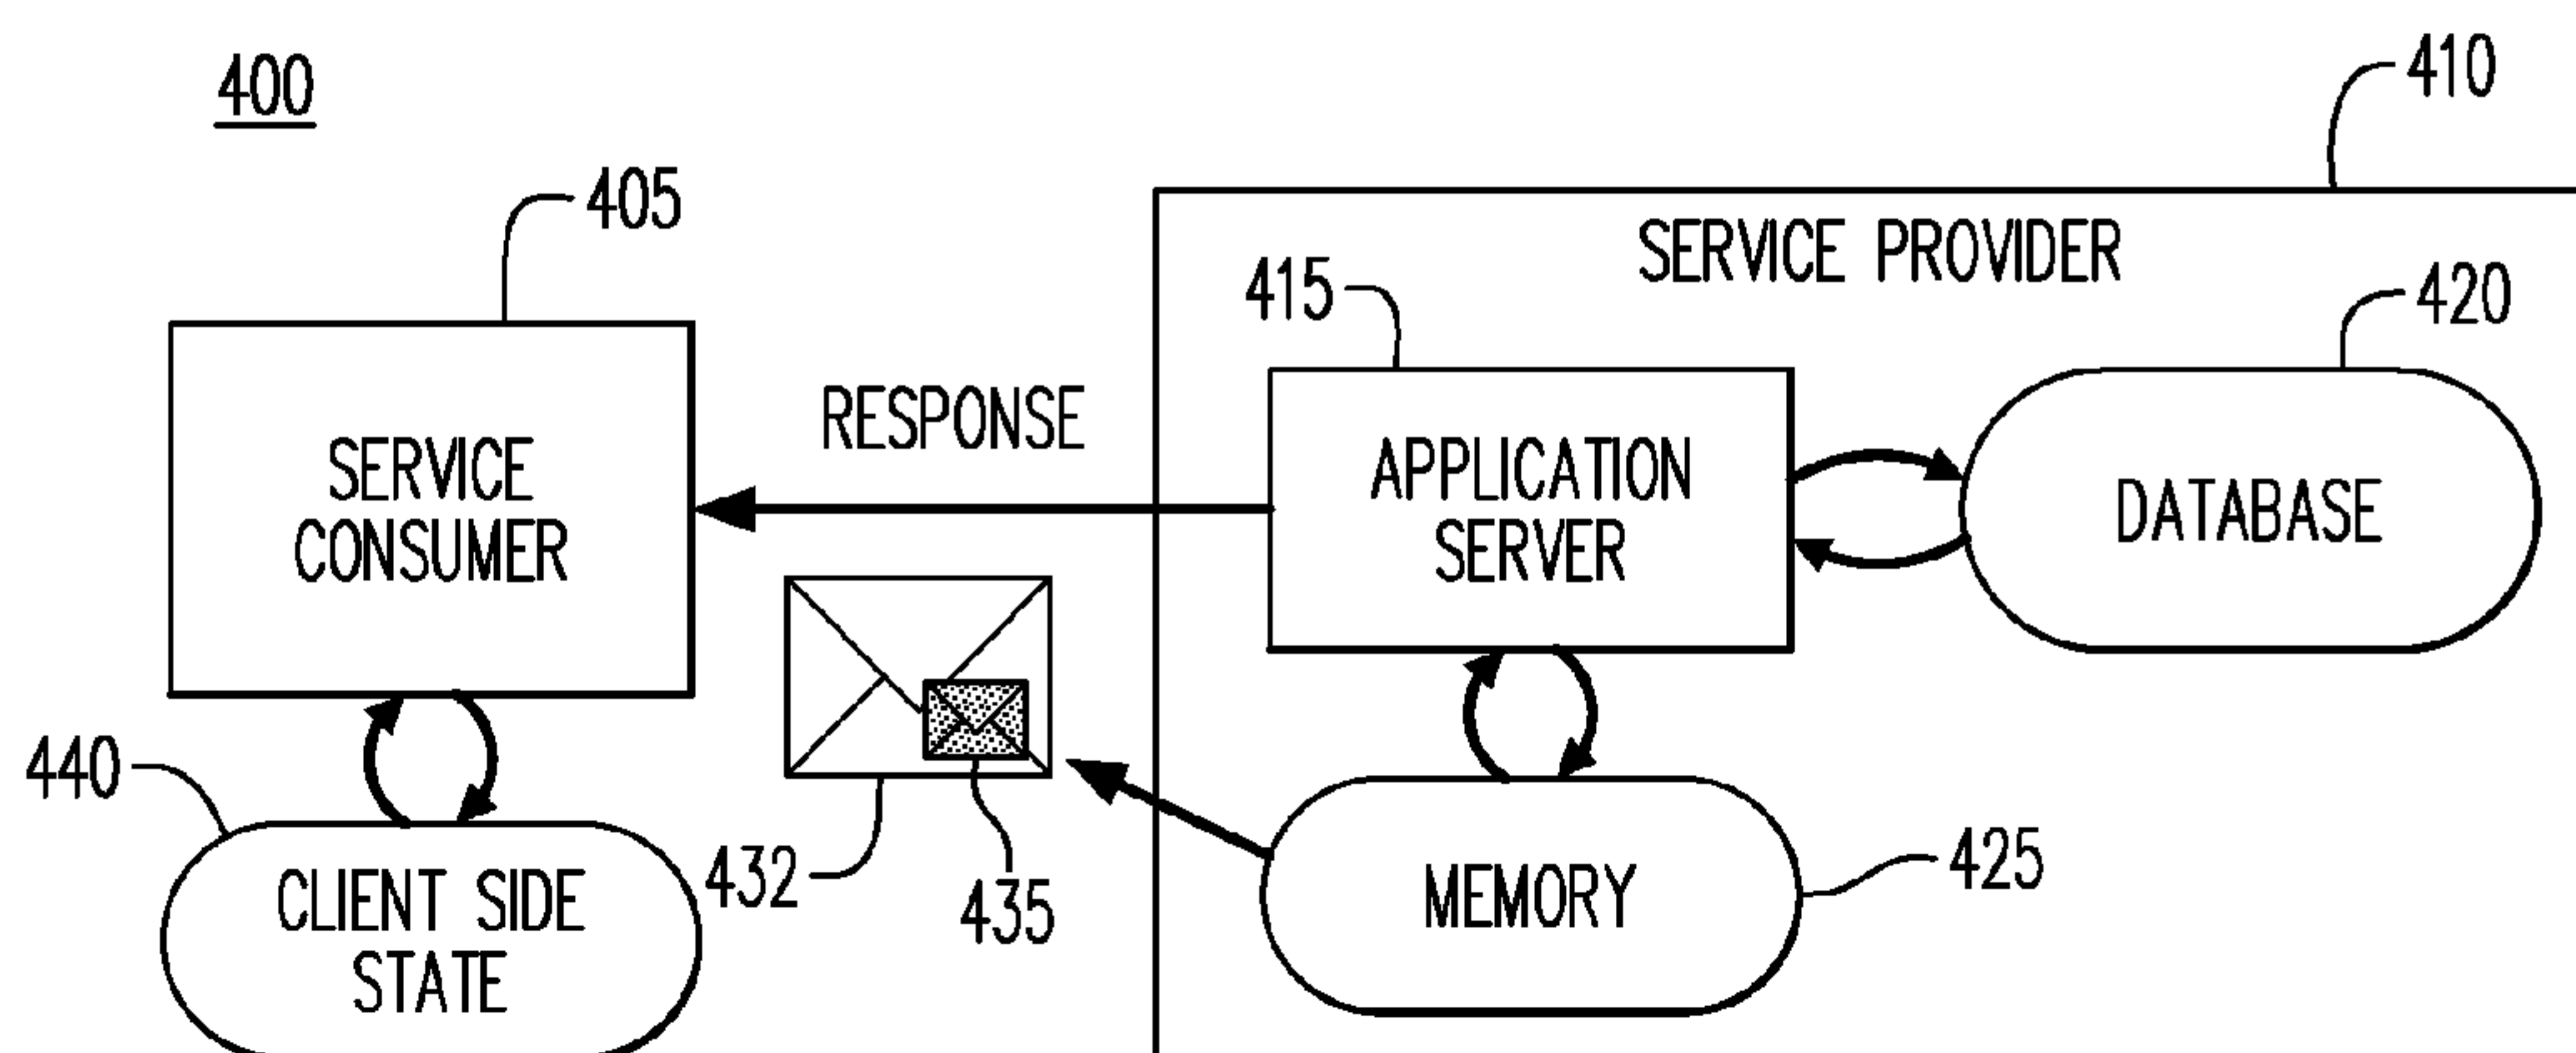 400
410
405
SERVICE PROVIDER
415
420
RESPONSE
SERVICE
CONSUMER
APPLICATION
SERVER
DATABASE
440
432
435
425
CLIENT SIDE
STATE
MEMORY